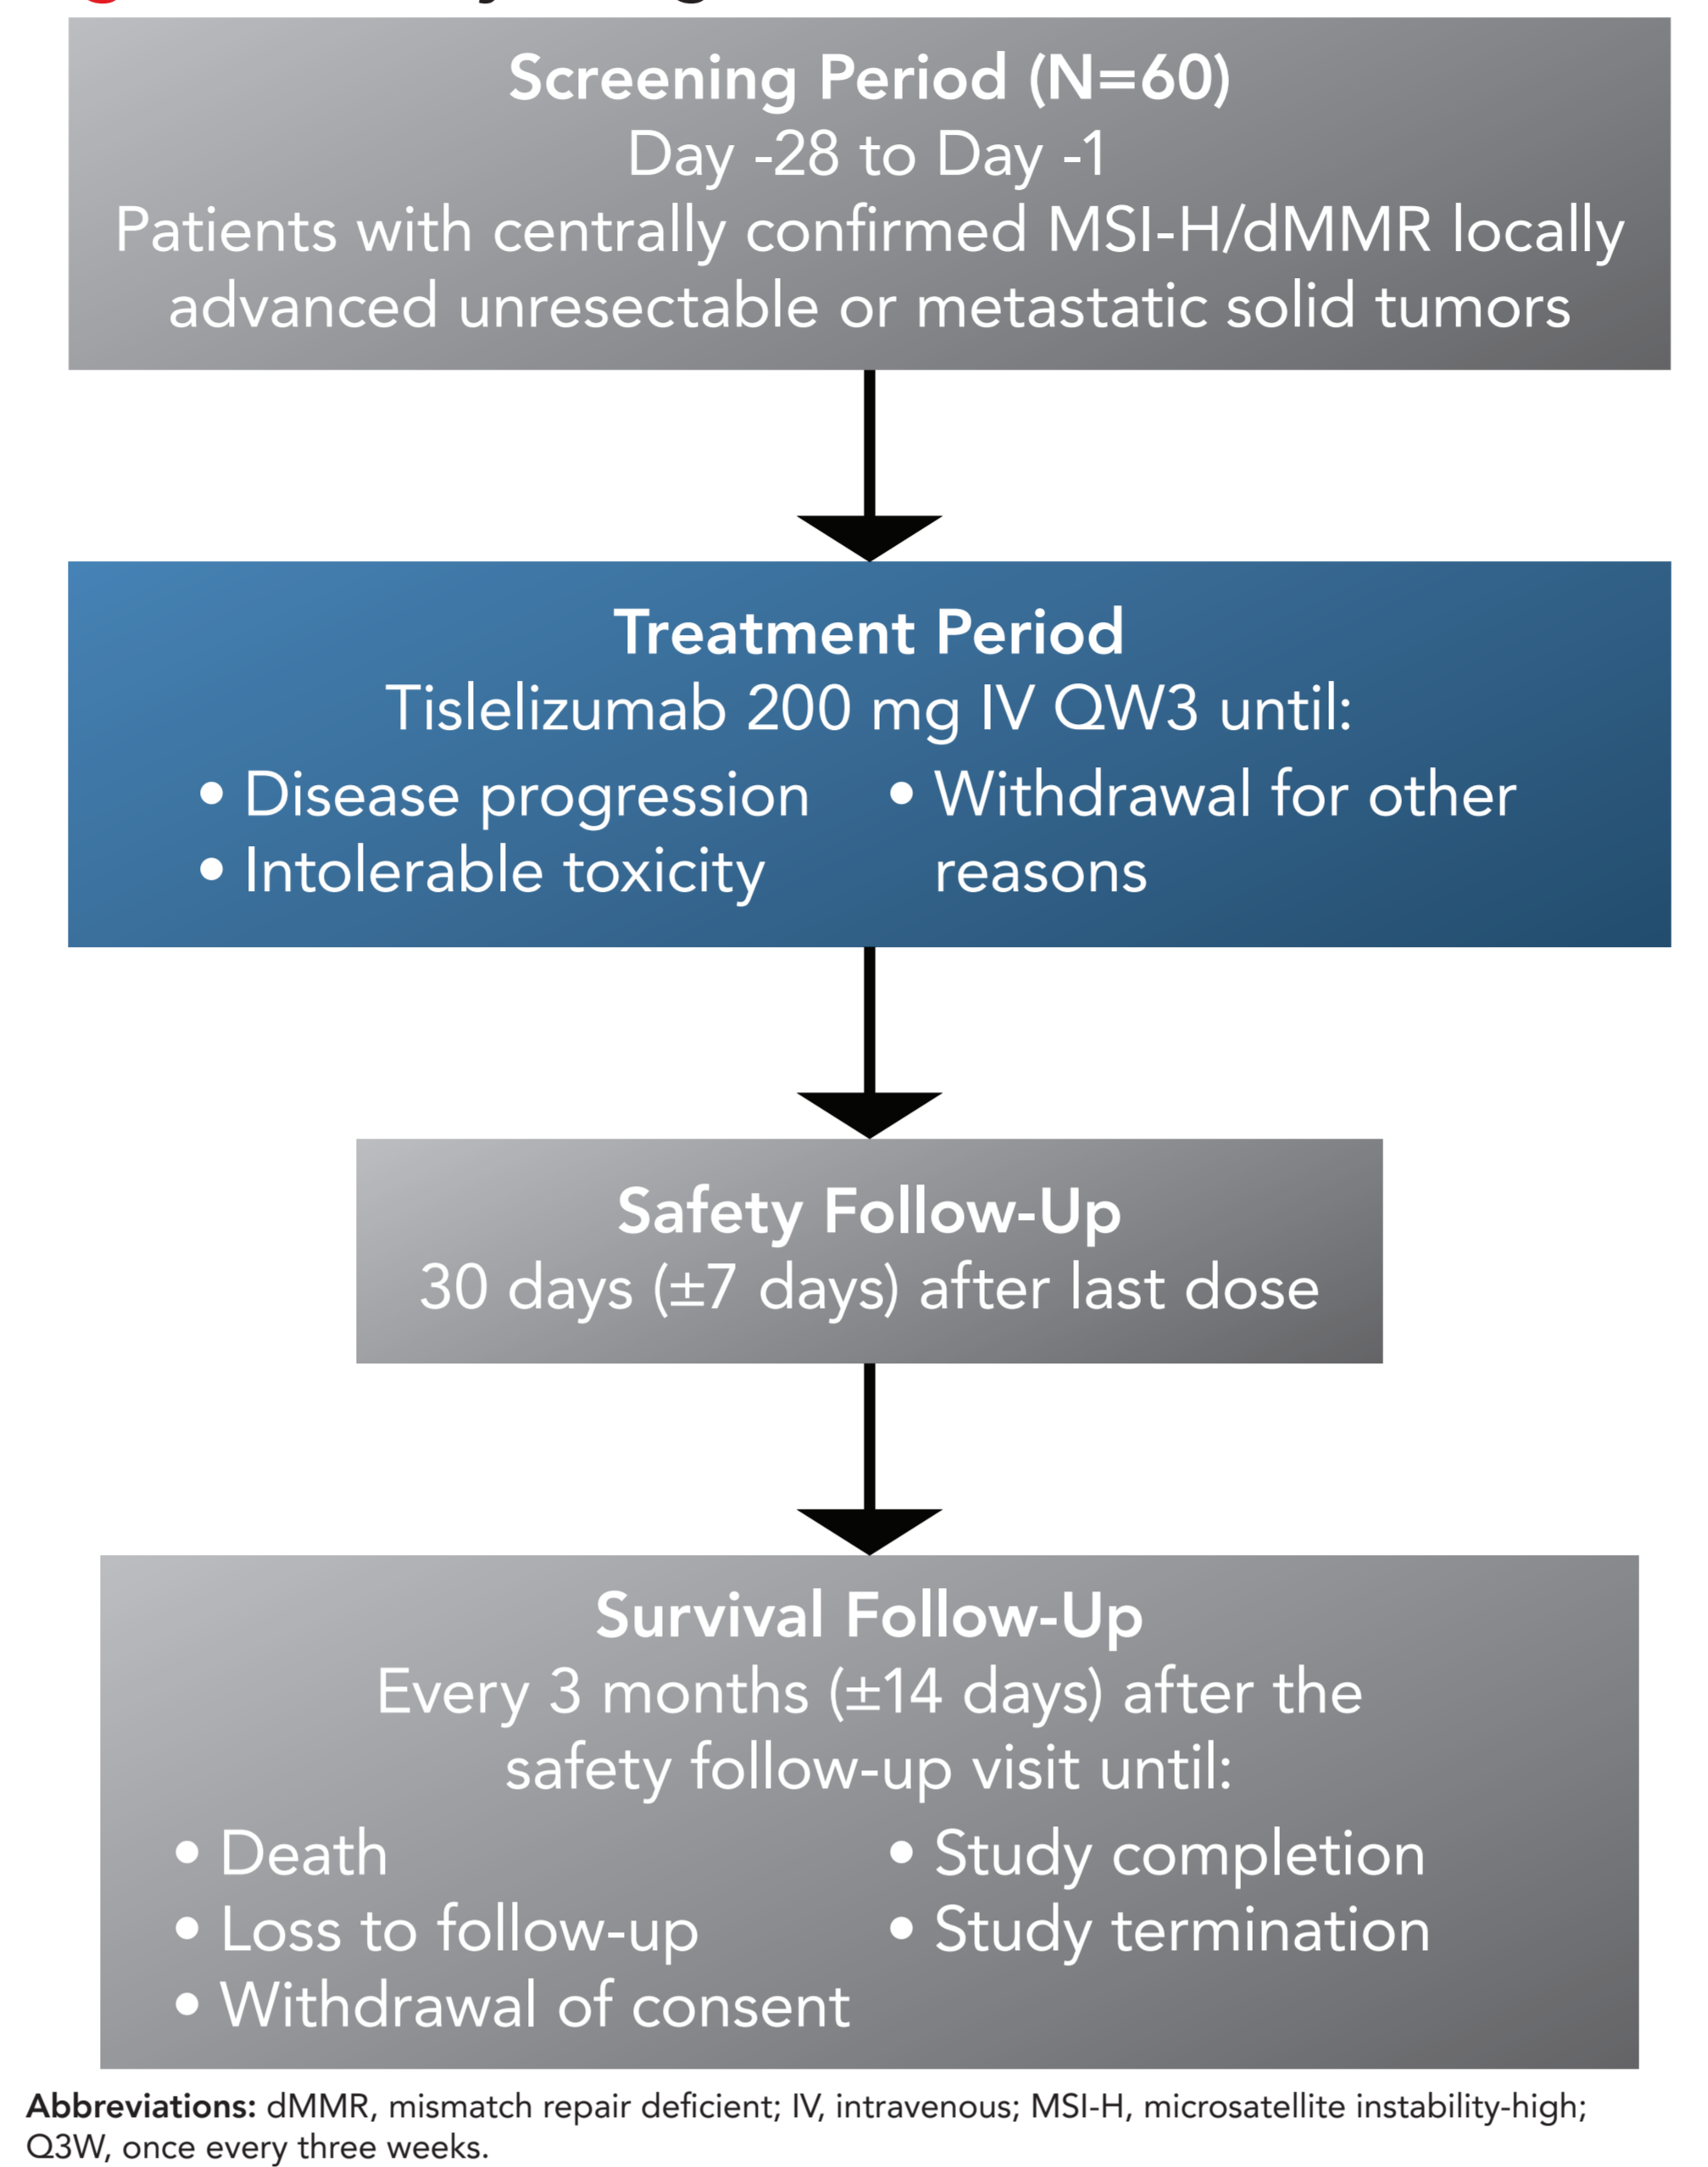 Screening Period (N=60)
Day -28 to Day -1
Patients with centrally confirmed MSI-H/dMMR locally
advanced unresectable or metastatic solid tumors
Treatment Period
Tislelizumab 200 mg IV QW3 until:
• Disease progression
• Intolerable toxicity
• Withdrawal for other
reasons
Safety Follow-Up
30 days (±7 days) after last dose
Survival Follow-Up
Every 3 months (±14 days) after the
safety follow-up visit until:
• Death
• Loss to follow-up
• Withdrawal of consent
• Study completion
• Study termination
Abbreviations: dMMR, mismatch repair deficient; IV, intravenous; MSI-H, microsatellite instability-high;
Q3W, once every three weeks.